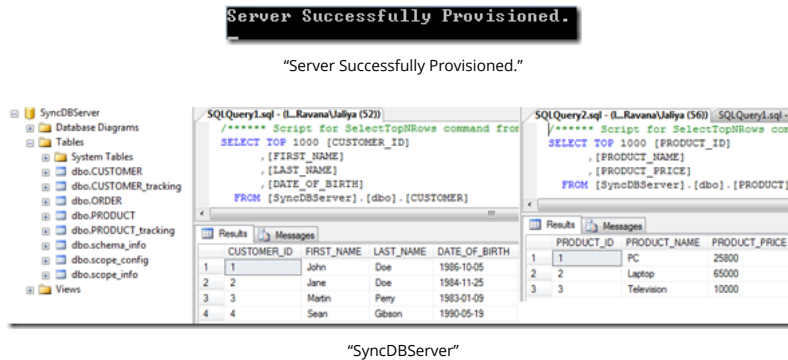 Server Successfully Provisioned.
“Server Successfully Provisioned.”
SyncDBServer
Database Diagrams
Tables
System Tables
dbo.CUSTOMER
dbo.CUSTOMER_tracking
dbo.ORDER
dbo.PRODUCT
dbo.PRODUCT_tracking
dbo.schema_info
dbo.scope_config
dbo.scope_info
Views
SQLQuery1.sql - (l...Ravana\Jaliya (52))
/****** Script for SelectTopNRows command from
SELECT TOP 1000 [CUSTOMER_ID]
,[FIRST_NAME]
,[LAST_NAME]
,[DATE_OF_BIRTH]
FROM [SyncDBServer].[dbo].[CUSTOMER]
Results Messages
CUSTOMER_ID FIRST_NAME LAST_NAME DATE_OF_BIRTH
1 1 John Doe 1986-10-05
2 2 Jane Doe 1984-11-25
3 3 Martin Perry 1983-01-09
4 4 Sean Gibson 1990-05-19
SQLQuery2.sql - (l...Ravana\Jaliya (56)) SQLQuery1.sql -
/****** Script for SelectTopNRows com
SELECT TOP 1000 [PRODUCT_ID]
,[PRODUCT_NAME]
,[PRODUCT_PRICE]
FROM [SyncDBServer].[dbo].[PRODUCT]
Results Messages
PRODUCT_ID PRODUCT_NAME PRODUCT_PRICE
1 1 PC 25800
2 2 Laptop 65000
3 3 Television 10000
“SyncDBServer”